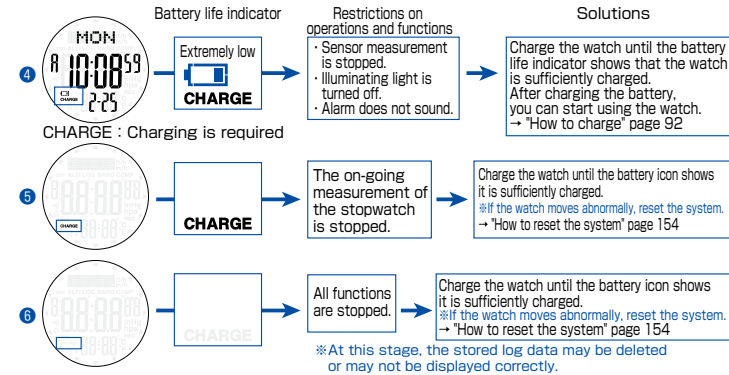 Battery life indicator
Restrictions on
operations and functions
Solutions
4
MON
A 10:08 59
CHARGE
2-25
Extremely low
CHARGE
· Sensor measurement
is stopped.
· Illuminating light is
turned off.
· Alarm does not sound.
Charge the watch until the battery
life indicator shows that the watch
is sufficiently charged.
After charging the battery,
you can start using the watch.
→ "How to charge" page 92
CHARGE : Charging is required
5
CHARGE
CHARGE
The on-going
measurement of
the stopwatch
is stopped.
Charge the watch until the battery icon shows
it is sufficiently charged.
※If the watch moves abnormally, reset the system.
→ "How to reset the system" page 154
6
CHARGE
All functions
are stopped.
Charge the watch until the battery icon shows
it is sufficiently charged.
※If the watch moves abnormally, reset the system.
→ "How to reset the system" page 154
※At this stage, the stored log data may be deleted
or may not be displayed correctly.